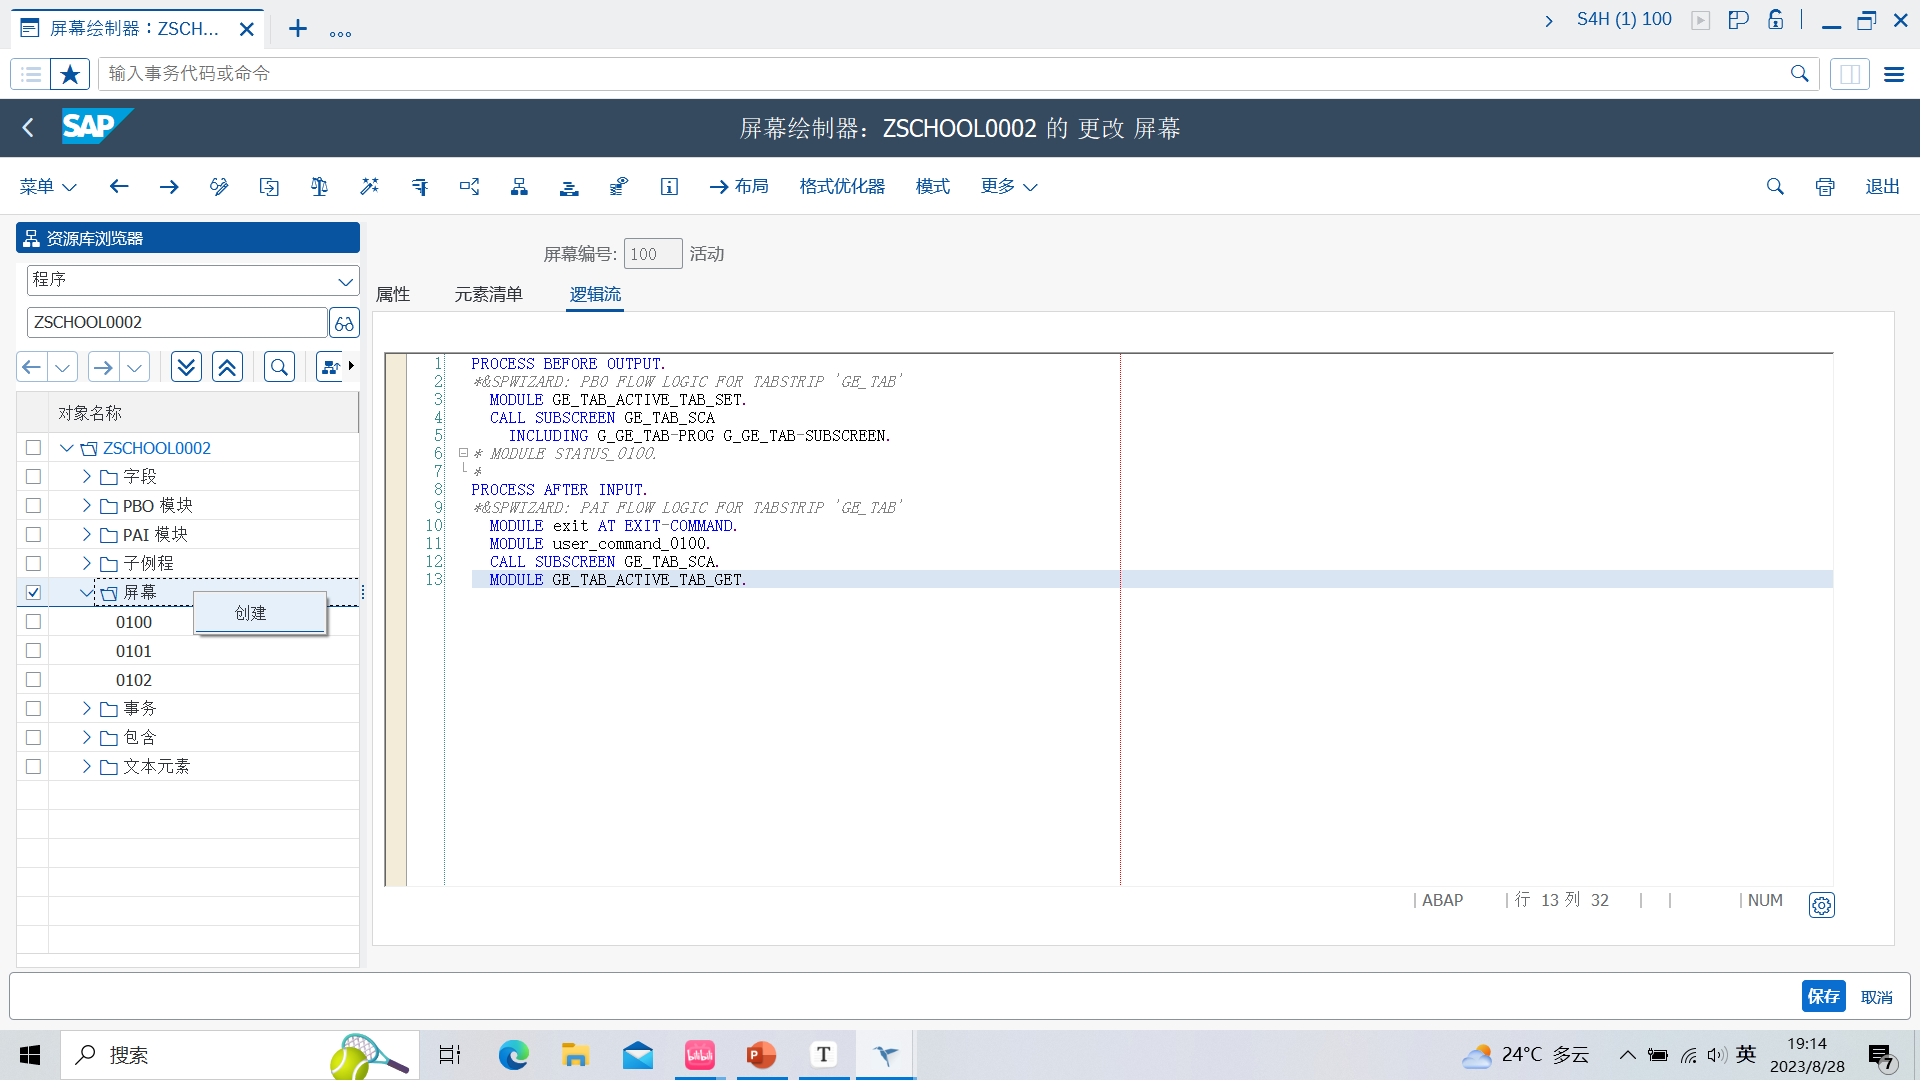 屏幕绘制器：ZSCH...
S4H (1) 100
输入事务代码或命令
SAP
屏幕绘制器：ZSCHOOL0002 的 更改 屏幕
菜单
布局
格式优化器
模式
更多
退出
资源库浏览器
程序
ZSCHOOL0002
对象名称
ZSCHOOL0002
字段
PBO 模块
PAI 模块
子例程
屏幕
创建
0100
0101
0102
事务
包含
文本元素
屏幕编号: 100 活动
属性 元素清单 逻辑流
1 PROCESS BEFORE OUTPUT.
2 *&SPWIZARD: PBO FLOW LOGIC FOR TABSTRIP 'GE_TAB'
3 MODULE GE_TAB_ACTIVE_TAB_SET.
4 CALL SUBSCREEN GE_TAB_SCA
5 INCLUDING G_GE_TAB-PROG G_GE_TAB-SUBSCREEN.
6 * MODULE STATUS_0100.
7 *
8 PROCESS AFTER INPUT.
9 *&SPWIZARD: PAI FLOW LOGIC FOR TABSTRIP 'GE_TAB'
10 MODULE exit AT EXIT-COMMAND.
11 MODULE user_command_0100.
12 CALL SUBSCREEN GE_TAB_SCA.
13 MODULE GE_TAB_ACTIVE_TAB_GET.
ABAP 行 13 列 32 NUM
保存 取消
搜索
bilibili
P
T
24°C 多云
英
19:14
2023/8/28
7